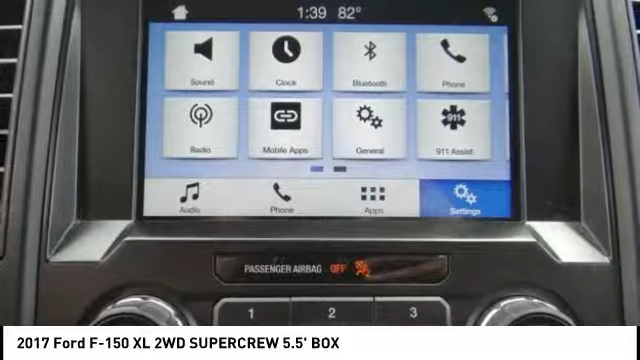 1:39 82°
Sound Clock Bluetooth Phone
911
Radio Mobile Apps General 911 Assist
Audio Phone Apps Settings
PASSENGER AIRBAG OFF
1 2 3
2017 Ford F-150 XL 2WD SUPERCREW 5.5' BOX